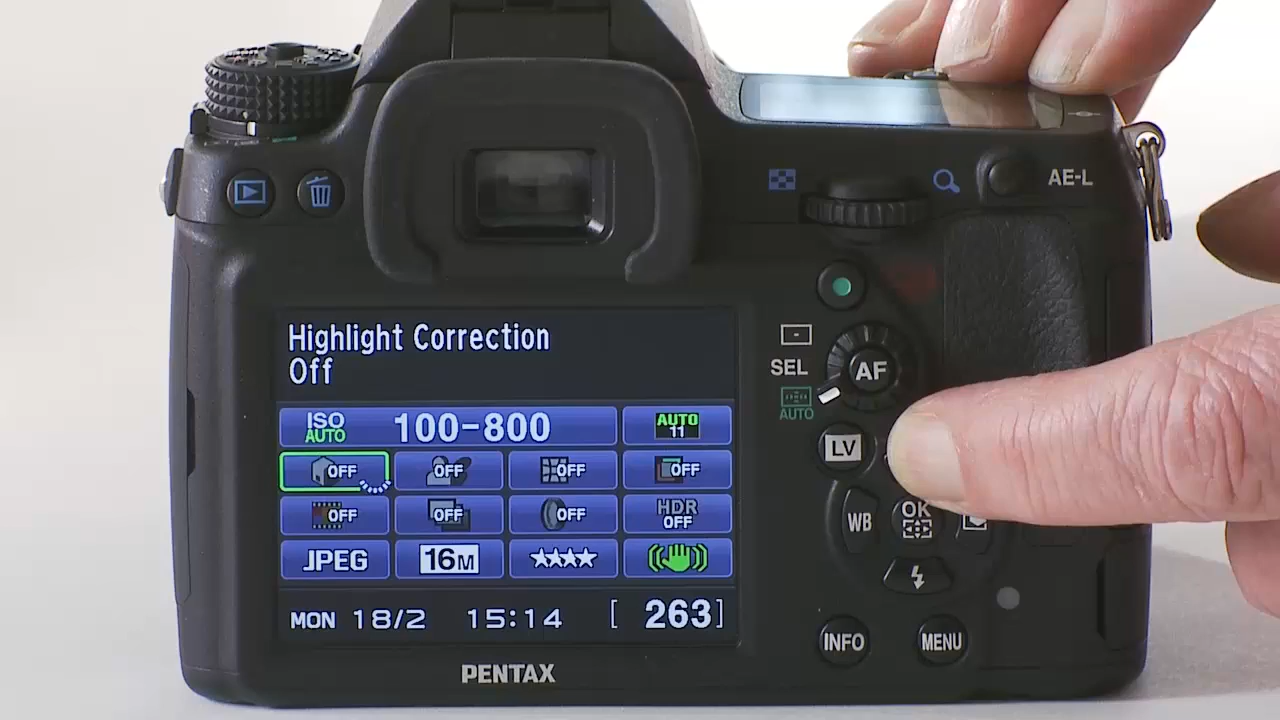 AE-L
Highlight Correction
Off
ISO
AUTO
100-800
AUTO
11
OFF
OFF
OFF
OFF
OFF
OFF
OFF
HDR
OFF
JPEG
16M
MON 18/2 15:14 [ 263]
PENTAX
SEL
AUTO
AF
LV
WB
OK
INFO
MENU